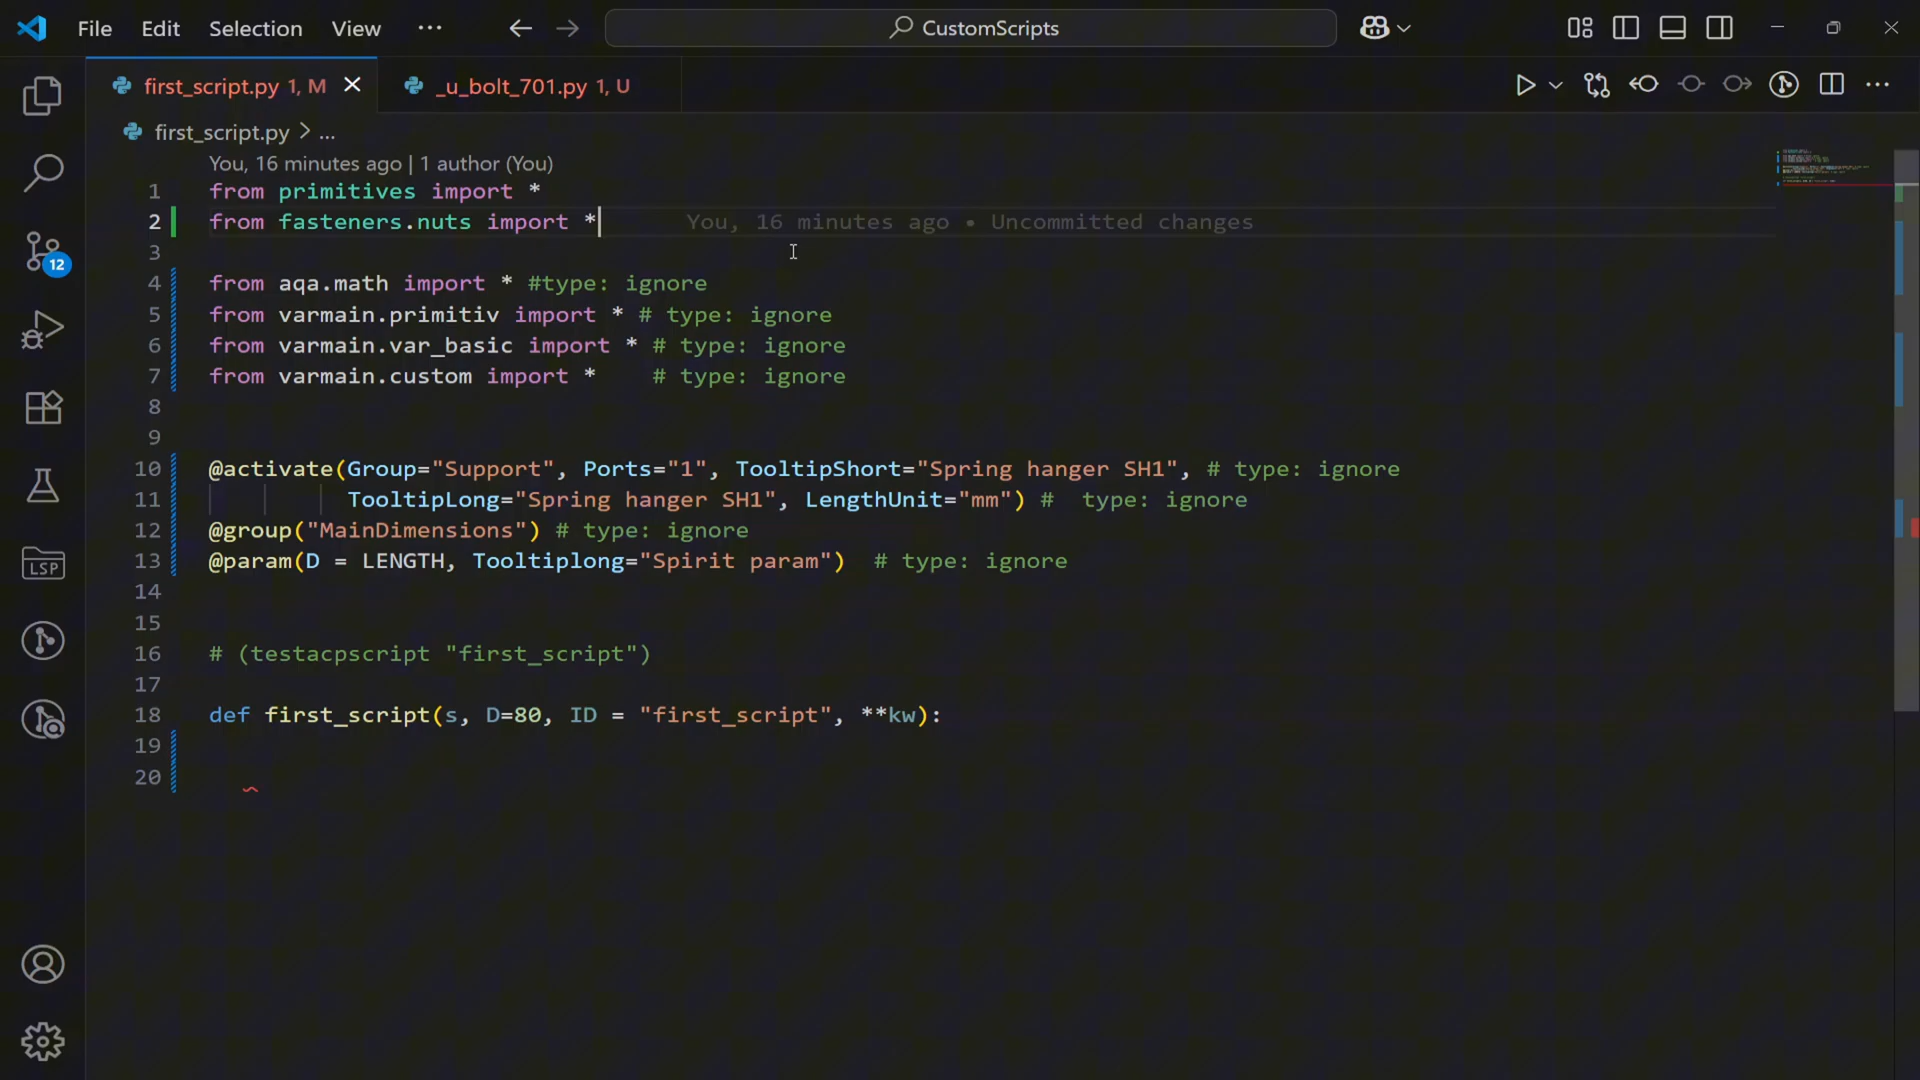 File Edit Selection View ··· CustomScripts
first_script.py 1, M _u_bolt_701.py 1, U
first_script.py > ...
You, 16 minutes ago | 1 author (You)
1 from primitives import *
2 from fasteners.nuts import * You, 16 minutes ago • Uncommitted changes
3
4 from aqa.math import * #type: ignore
5 from varmain.primitiv import * # type: ignore
6 from varmain.var_basic import * # type: ignore
7 from varmain.custom import * # type: ignore
8
9
10 @activate(Group="Support", Ports="1", TooltipShort="Spring hanger SH1", # type: ignore
11 TooltipLong="Spring hanger SH1", LengthUnit="mm") # type: ignore
12 @group("MainDimensions") # type: ignore
13 @param(D = LENGTH, Tooltiplong="Spirit param") # type: ignore
14
15
16 # (testacpscript "first_script")
17
18 def first_script(s, D=80, ID = "first_script", **kw):
19
20
12
LSP